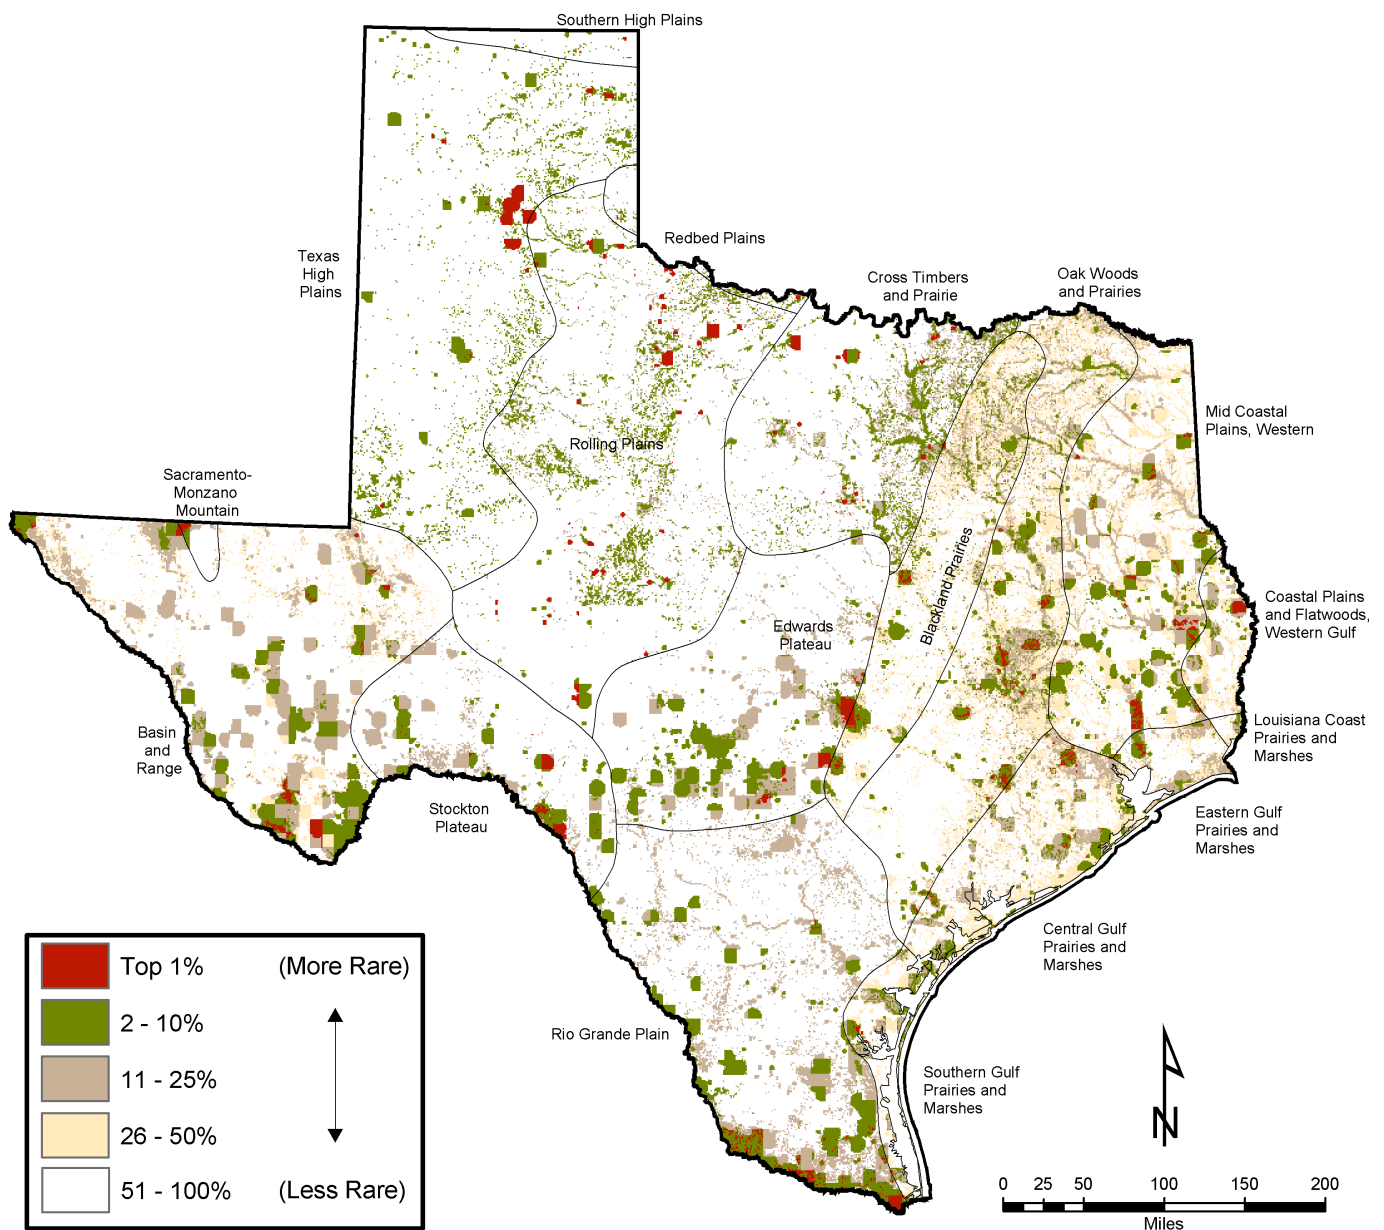 Southern High Plains
Redbed Plains
Texas
High
Plains
Cross Timbers
and Prairie
Oak Woods
and Prairies
Mid Coastal
Plains, Western
Rolling Plains
Sacramento-
Monzano
Mountain
Blackland Prairies
Coastal Plains
and Flatwoods,
Western Gulf
Edwards
Plateau
Basin
and
Range
Louisiana Coast
Prairies and
Marshes
Stockton
Plateau
Eastern Gulf
Prairies and
Marshes
Central Gulf
Prairies and
Marshes
Rio Grande Plain
Southern Gulf
Prairies and
Marshes
Top 1% (More Rare)
2 - 10%
11 - 25%
26 - 50%
51 - 100% (Less Rare)
N
0 25 50 100 150 200
Miles